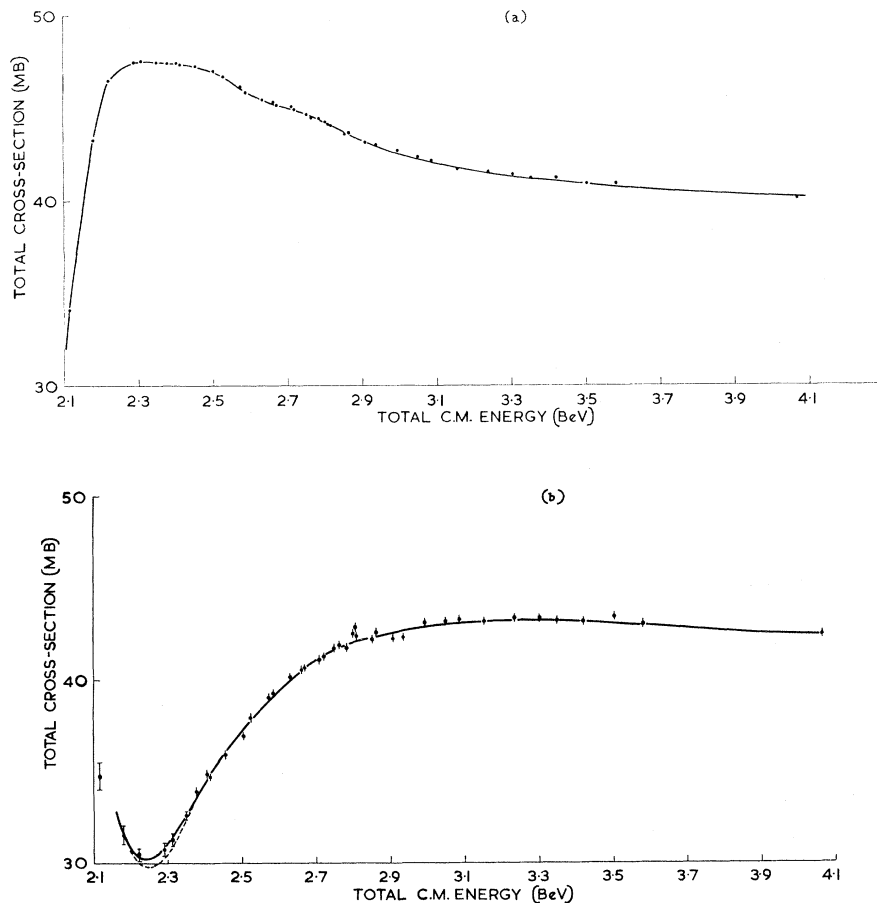 (a)
50
40
30
TOTAL CROSS-SECTION (MB)
2·1 2·3 2·5 2·7 2·9 3·1 3·3 3·5 3·7 3·9 4·1
TOTAL C.M. ENERGY (BeV)
(b)
50
40
30
TOTAL CROSS-SECTION (MB)
2·1 2·3 2·5 2·7 2·9 3·1 3·3 3·5 3·7 3·9 4·1
TOTAL C.M. ENERGY (BeV)